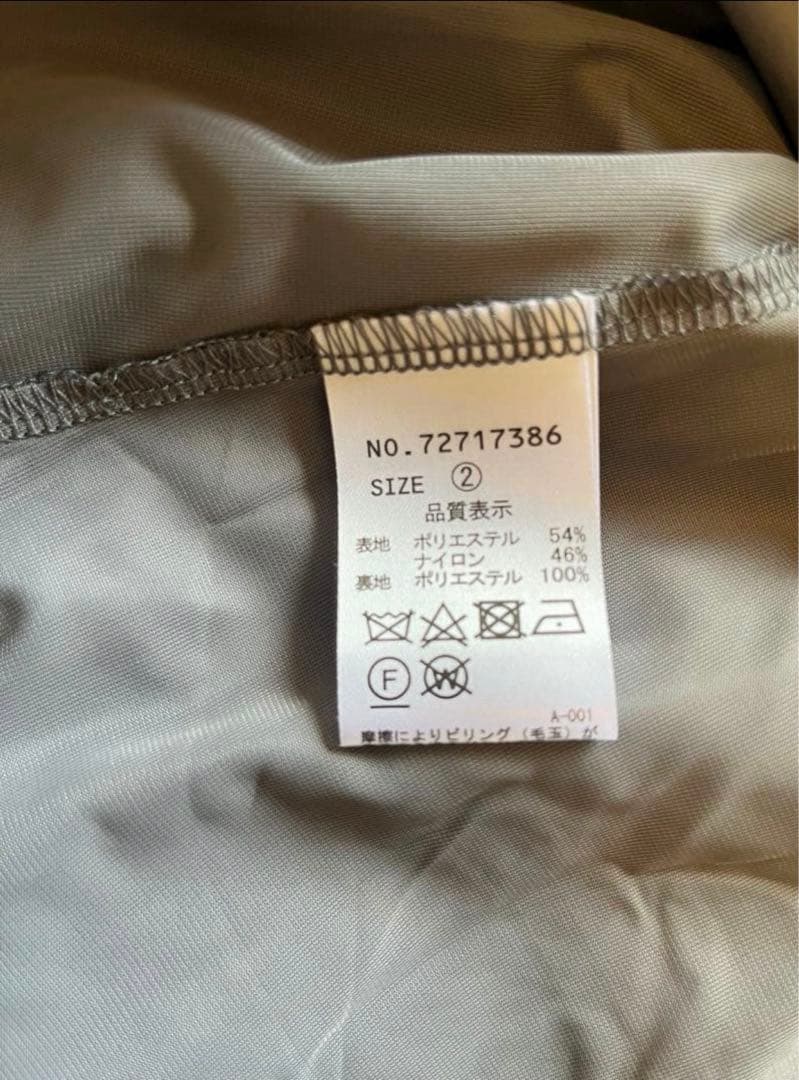 NO.72717386
SIZE ②
品質表示
表地 ポリエステル 54%
ナイロン 46%
裏地 ポリエステル 100%
Ⓕ W
A-001
摩擦によりピリング(毛玉)が